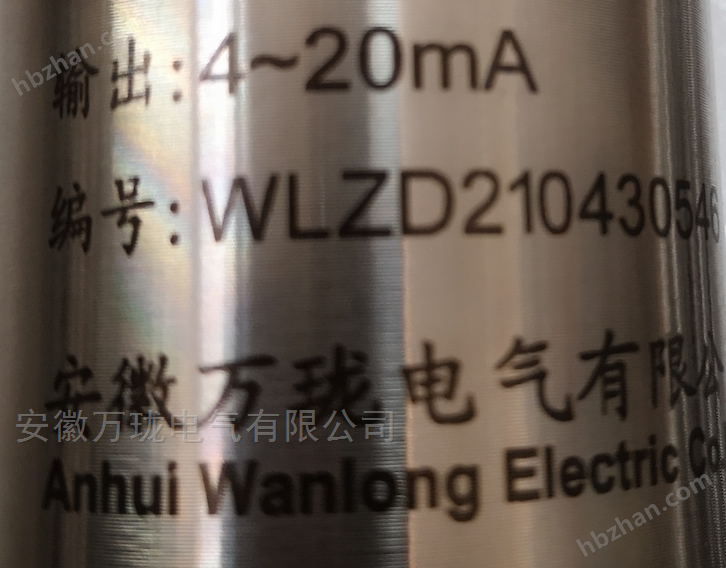 hbzhan.com
输出:4~20mA
编号:WLZD210430546
安徽万珑电气有限公
安徽万珑电气有限公司
Anhui Wanlong Electric Co
hbzhan.com